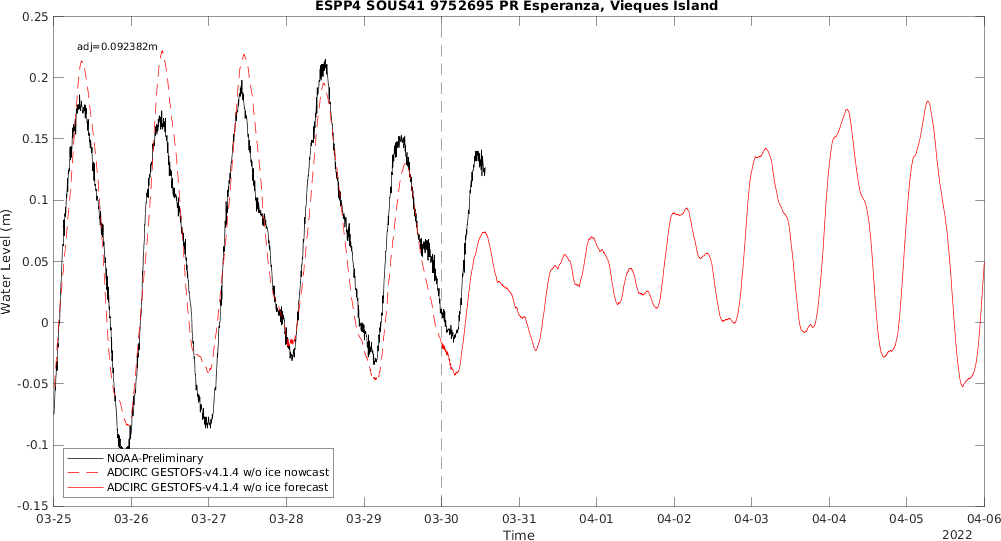 ESPP4 SOUS41 9752695 PR Esperanza, Vieques Island
adj=0.092382m
0.25
0.2
0.15
0.1
0.05
0
-0.05
-0.1
-0.15
Water Level (m)
NOAA-Preliminary
ADCIRC GESTOFS-v4.1.4 w/o ice nowcast
ADCIRC GESTOFS-v4.1.4 w/o ice forecast
03-25 03-26 03-27 03-28 03-29 03-30 03-31 04-01 04-02 04-03 04-04 04-05 04-06
Time
2022